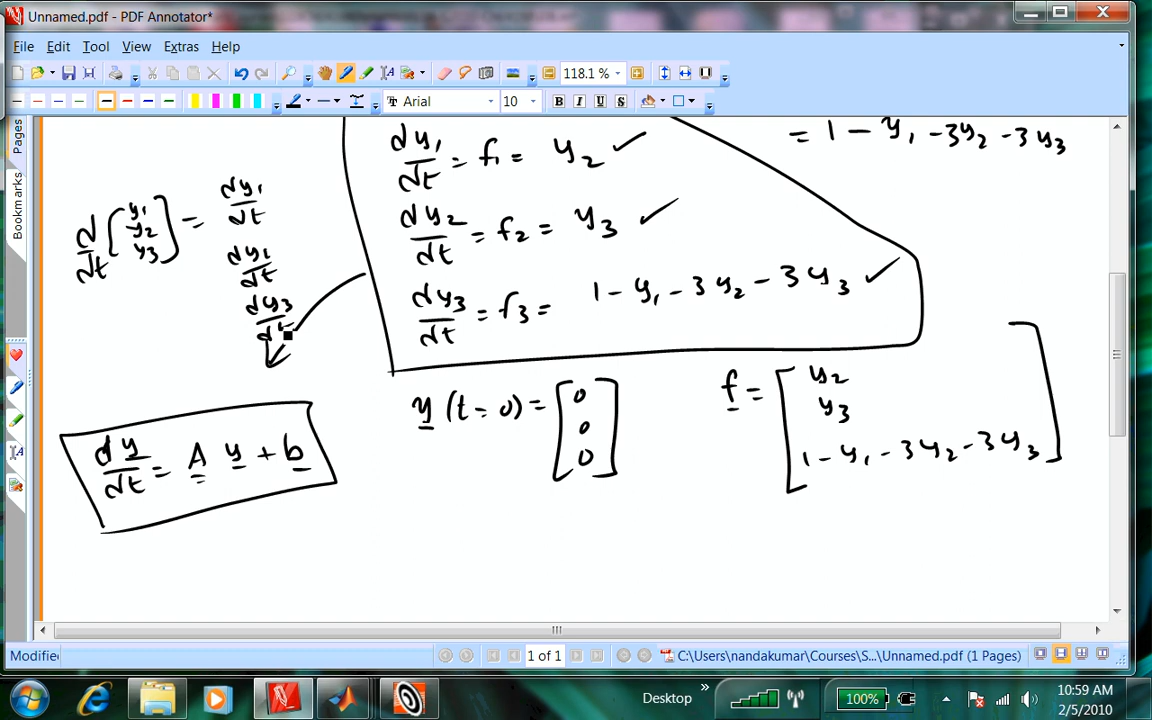 Unnamed.pdf - PDF Annotator*
File Edit Tool View Extras Help
118.1 %
Arial 10 B I U S
Pages
Bookmarks
dy₁/dt = f₁ = y₂ ✓
= 1 - y₁ - 3y₂ - 3y₃
d/dt [y₁ y₂ y₃] = dy₁/dt
dy₁/dt
dy₃/dt
dy₂/dt = f₂ = y₃ ✓
dy₃/dt = f₃ = 1 - y₁ - 3y₂ - 3y₃ ✓
y (t = 0) = [0 0 0]
f = [y₂
y₃
1 - y₁ - 3y₂ - 3y₃]
dy/dt = A y + b
Modifie 1 of 1 C:\Users\nandakumar\Courses\S...\Unnamed.pdf (1 Pages)
Desktop » 100% 10:59 AM
2/5/2010